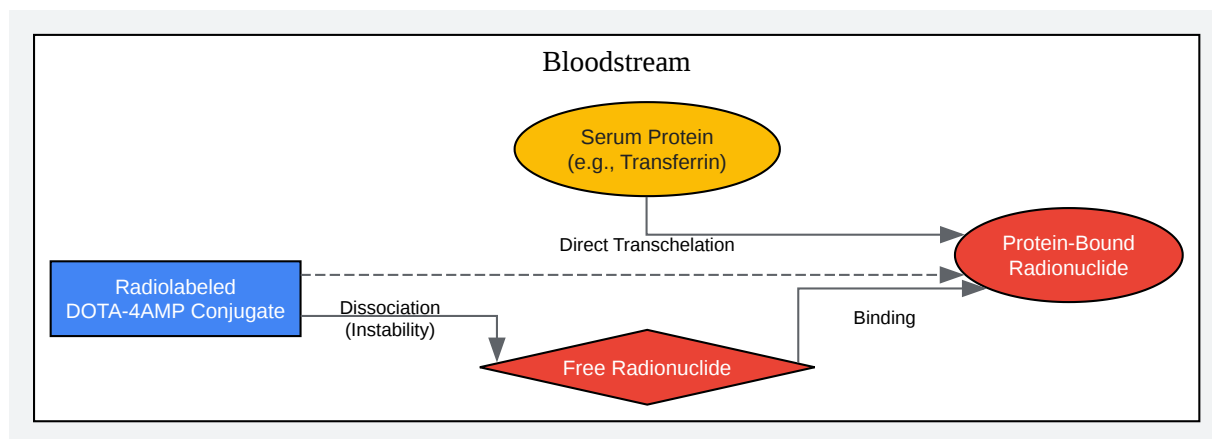 Bloodstream
Serum Protein
(e.g., Transferrin)
Direct Transchelation
Protein-Bound
Radionuclide
Radiolabeled
DOTA-4AMP Conjugate
Dissociation
(Instability)
Binding
Free Radionuclide